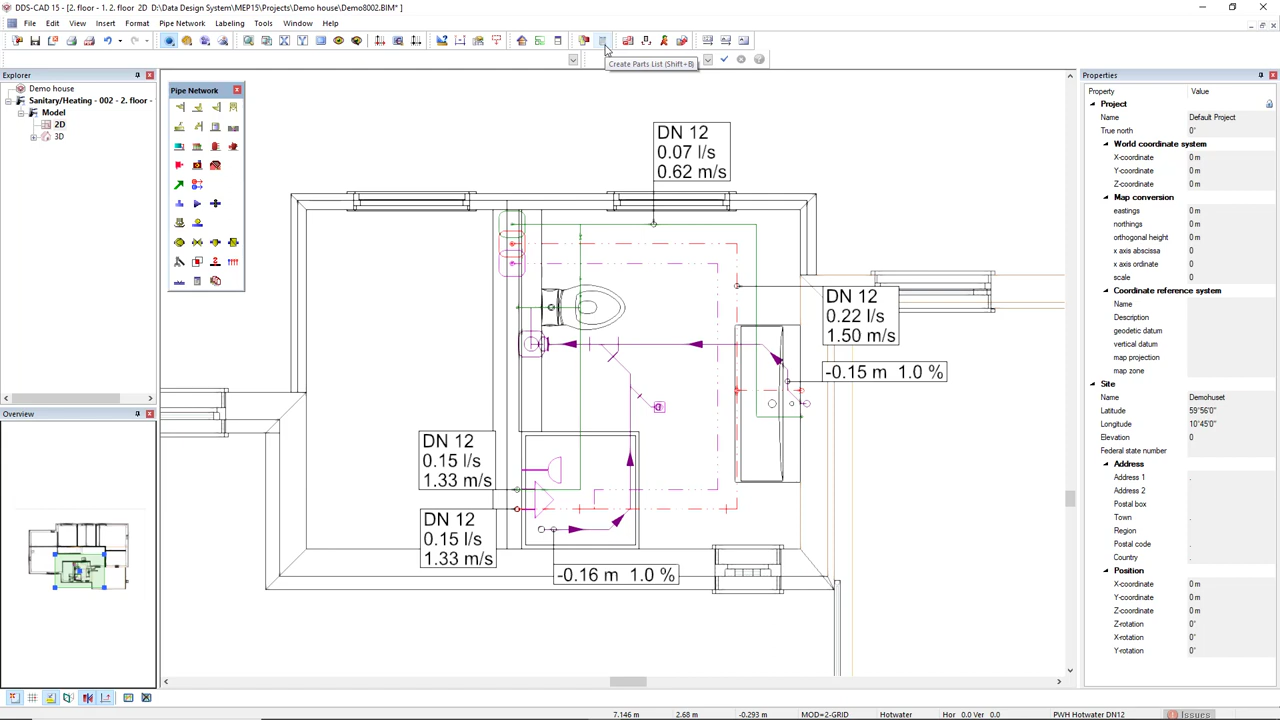 DDS-CAD 15 - [2. floor - 1. 2D D:\Data Design System\MEP15\Projects\Demo house\Demo8002.BIM* ]
File Edit View Insert Format Pipe Network Labeling Tools Window Help
Create Parts List (Shift+B)
Explorer
Demo house
Sanitary/Heating - 002 - 2. floor -
Model
2D
3D
Overview
Pipe Network
DN 12
0.07 l/s
0.62 m/s
DN 12
0.22 l/s
1.50 m/s
-0.15 m 1.0 %
DN 12
0.15 l/s
1.33 m/s
DN 12
0.15 l/s
1.33 m/s
-0.16 m 1.0 %
Properties
Property Value
Project
Name Default Project
True north 0°
World coordinate system
X-coordinate 0 m
Y-coordinate 0 m
Z-coordinate 0 m
Map conversion
eastings 0 m
northings 0 m
orthogonal height 0 m
x axis abscissa 0 m
x axis ordinate 0 m
scale 0 m
Coordinate reference system
Name
Description
geodetic datum
vertical datum
map projection
map zone
Site
Name Demohuset
Latitude 59°56'0"
Longitude 10°45'0"
Elevation 0
Federal state number
Address
Address 1 .
Address 2
Postal box
Town .
Region
Postal code .
Country .
Position
X-coordinate 0 m
Y-coordinate 0 m
Z-coordinate 0 m
Z-rotation 0°
X-rotation 0°
Y-rotation 0°
7.146 m 2.68 m -0.293 m MOD=2-GRID Hotwater Hor 0.0 Ver 0.0 PWH Hotwater DN12 Issues